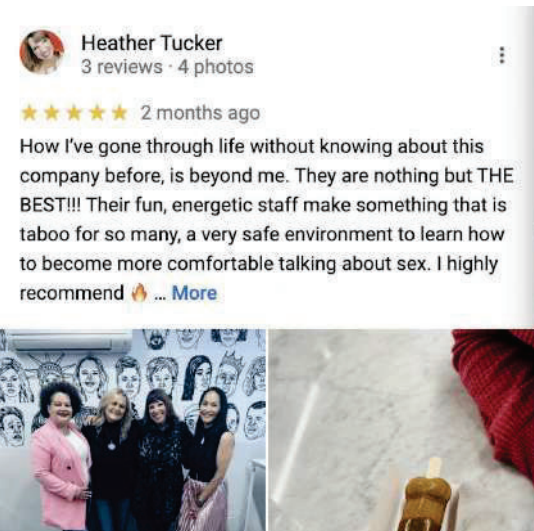 Heather Tucker
3 reviews · 4 photos
★★★★★ 2 months ago
How I've gone through life without knowing about this
company before, is beyond me. They are nothing but THE
BEST!!! Their fun, energetic staff make something that is
taboo for so many, a very safe environment to learn how
to become more comfortable talking about sex. I highly
recommend 🔥 ... More